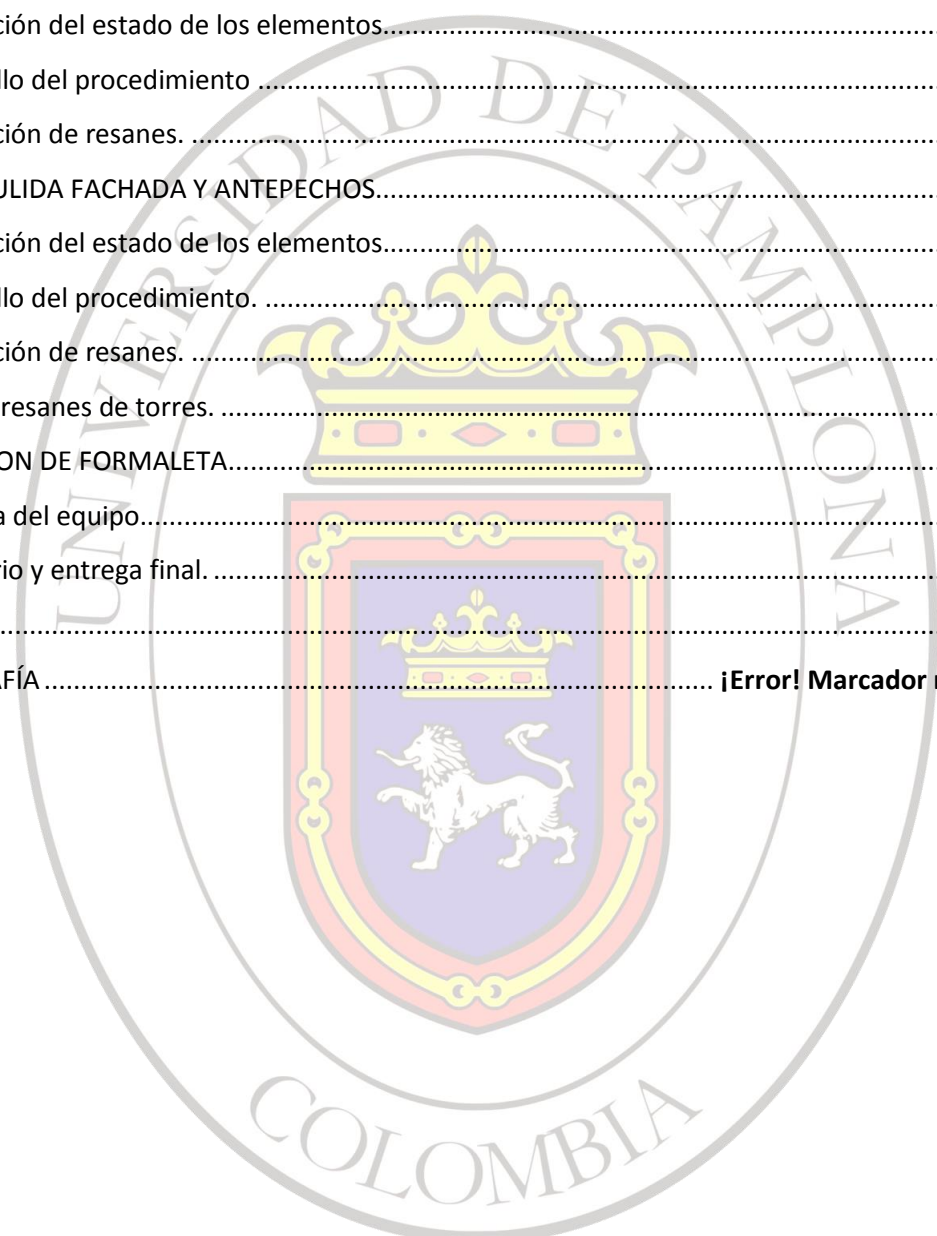 ción del estado de los elementos.......................................................................
llo del procedimiento .......................................................................
ción de resanes. .......................................................................
ULIDA FACHADA Y ANTEPECHOS.......................................................................
ción del estado de los elementos.......................................................................
llo del procedimiento. .......................................................................
ción de resanes. .......................................................................
resanes de torres. .......................................................................
ON DE FORMALETA.......................................................................
a del equipo.......................................................................
rio y entrega final. .......................................................................
.......................................................................
AFÍA ....................................................................... ¡Error! Marcador
UNIVERSIDAD DE PAMPLONA
COLOMBIA